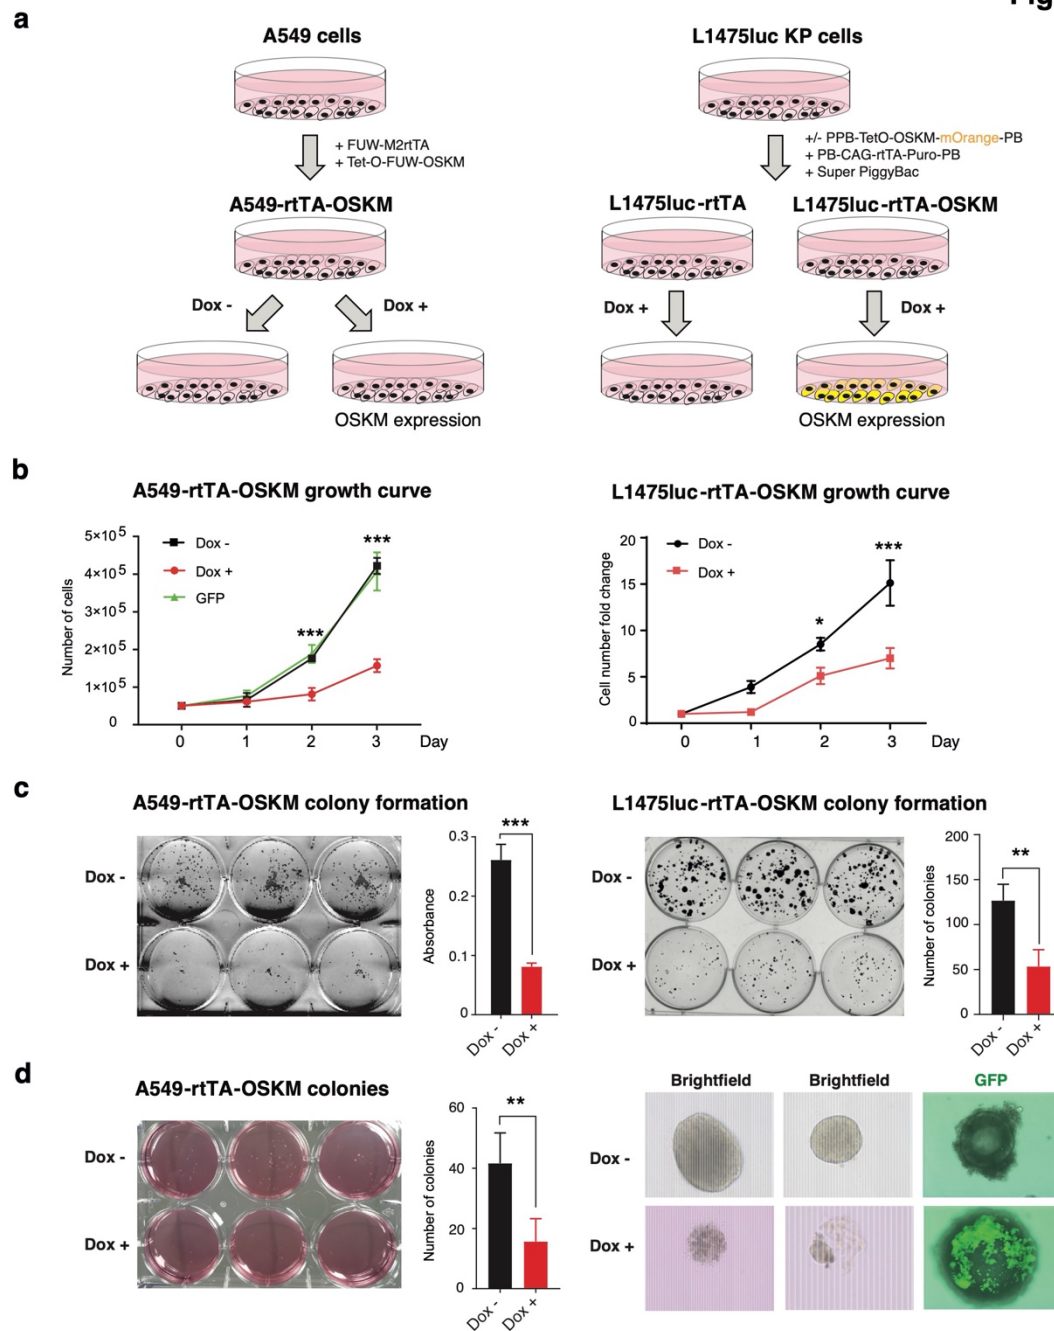 Fig
a
A549 cells
+ FUW-M2rtTA
+ Tet-O-FUW-OSKM
A549-rtTA-OSKM
Dox -
Dox +
OSKM expression
L1475luc KP cells
+/- PPB-TetO-OSKM-mOrange-PB
+ PB-CAG-rtTA-Puro-PB
+ Super PiggyBac
L1475luc-rtTA
L1475luc-rtTA-OSKM
Dox +
Dox +
OSKM expression
b
A549-rtTA-OSKM growth curve
Number of cells
5×10⁵
4×10⁵
3×10⁵
2×10⁵
1×10⁵
0
Dox -
Dox +
GFP
***
***
0 1 2 3 Day
L1475luc-rtTA-OSKM growth curve
Cell number fold change
20
15
10
5
0
Dox -
Dox +
*
***
0 1 2 3 Day
c
A549-rtTA-OSKM colony formation
Dox -
Dox +
Absorbance
0.3
0.2
0.1
0
***
Dox -
Dox +
L1475luc-rtTA-OSKM colony formation
Dox -
Dox +
Number of colonies
200
150
100
50
0
**
Dox -
Dox +
d
A549-rtTA-OSKM colonies
Dox -
Dox +
Number of colonies
60
40
20
0
**
Dox -
Dox +
Brightfield
Brightfield
GFP
Dox -
Dox +